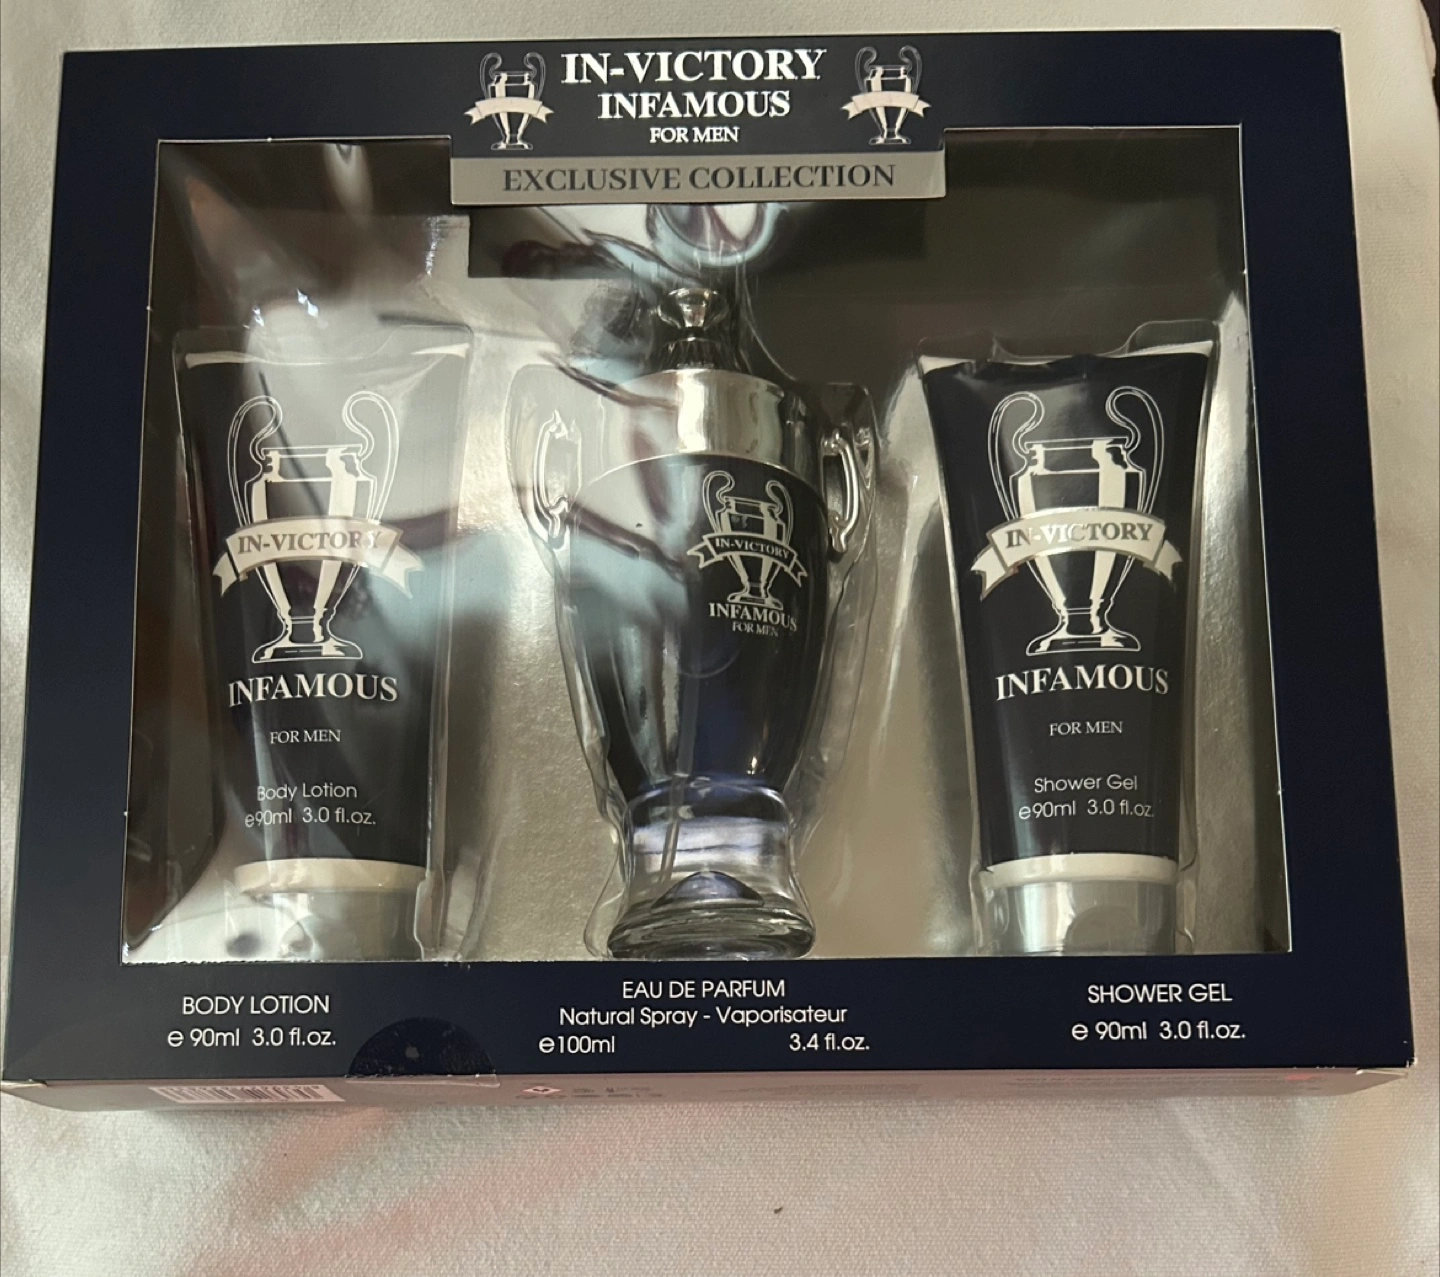 IN-VICTORY
INFAMOUS
FOR MEN
EXCLUSIVE COLLECTION
IN-VICTORY
INFAMOUS
FOR MEN
Body Lotion
e90ml 3.0 fl.oz.
IN-VICTORY
INFAMOUS
FOR MEN
IN-VICTORY
INFAMOUS
FOR MEN
Shower Gel
e90ml 3.0 fl.oz.
BODY LOTION
e 90ml 3.0 fl.oz.
EAU DE PARFUM
Natural Spray - Vaporisateur
e100ml 3.4 fl.oz.
SHOWER GEL
e 90ml 3.0 fl.oz.